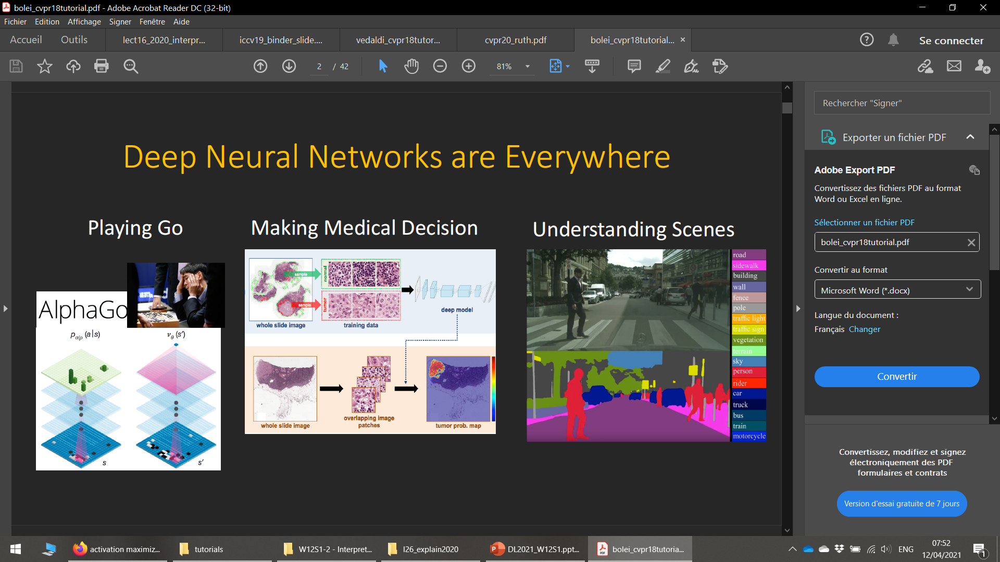 bolei_cvpr18tutorial.pdf - Adobe Acrobat Reader DC (32-bit)
Fichier Edition Affichage Signer Fenêtre Aide
Accueil Outils lect16_2020_interpr... iccv19_binder_slide.... vedaldi_cvpr18tutor... cvpr20_ruth.pdf bolei_cvpr18tutorial... Se connecter
2 / 42 81%
Deep Neural Networks are Everywhere
Playing Go
AlphaGo
pσ/ρ (a|s) νθ (s′)
s s′
Making Medical Decision
sample
normal
sample
tumor
whole slide image training data
deep model
whole slide image
overlapping image
patches
tumor prob. map
Understanding Scenes
road
sidewalk
building
wall
fence
pole
traffic light
traffic sign
vegetation
terrain
sky
person
rider
car
truck
bus
train
motorcycle
Rechercher "Signer"
Exporter un fichier PDF
Adobe Export PDF
Convertissez des fichiers PDF au format
Word ou Excel en ligne.
Sélectionner un fichier PDF
bolei_cvpr18tutorial.pdf
Convertir au format
Microsoft Word (*.docx)
Langue du document :
Français Changer
Convertir
Convertissez, modifiez et signez
électroniquement des PDF
formulaires et contrats
Version d'essai gratuite de 7 jours
activation maximiz... tutorials W12S1-2 - Interpret... I26_explain2020 DL2021_W12S1.ppt... bolei_cvpr18tutoria... ENG
07:52
12/04/2021
1